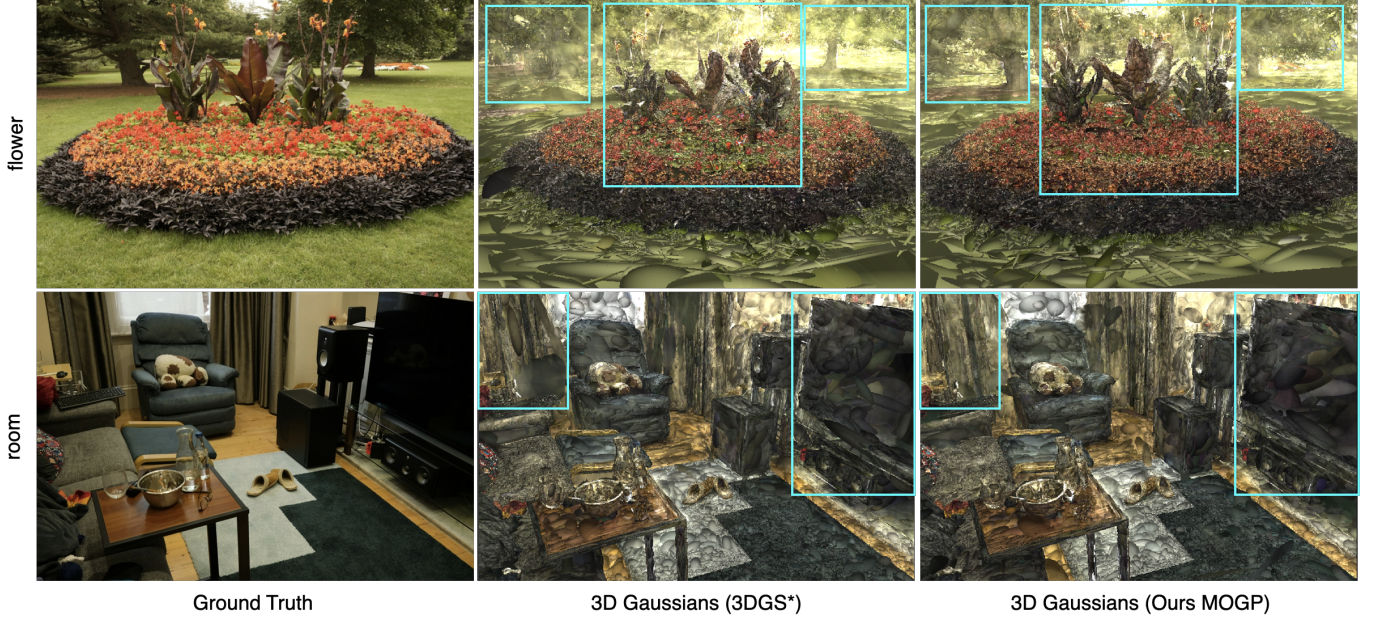 flower
room
Ground Truth
3D Gaussians (3DGS*)
3D Gaussians (Ours MOGP)